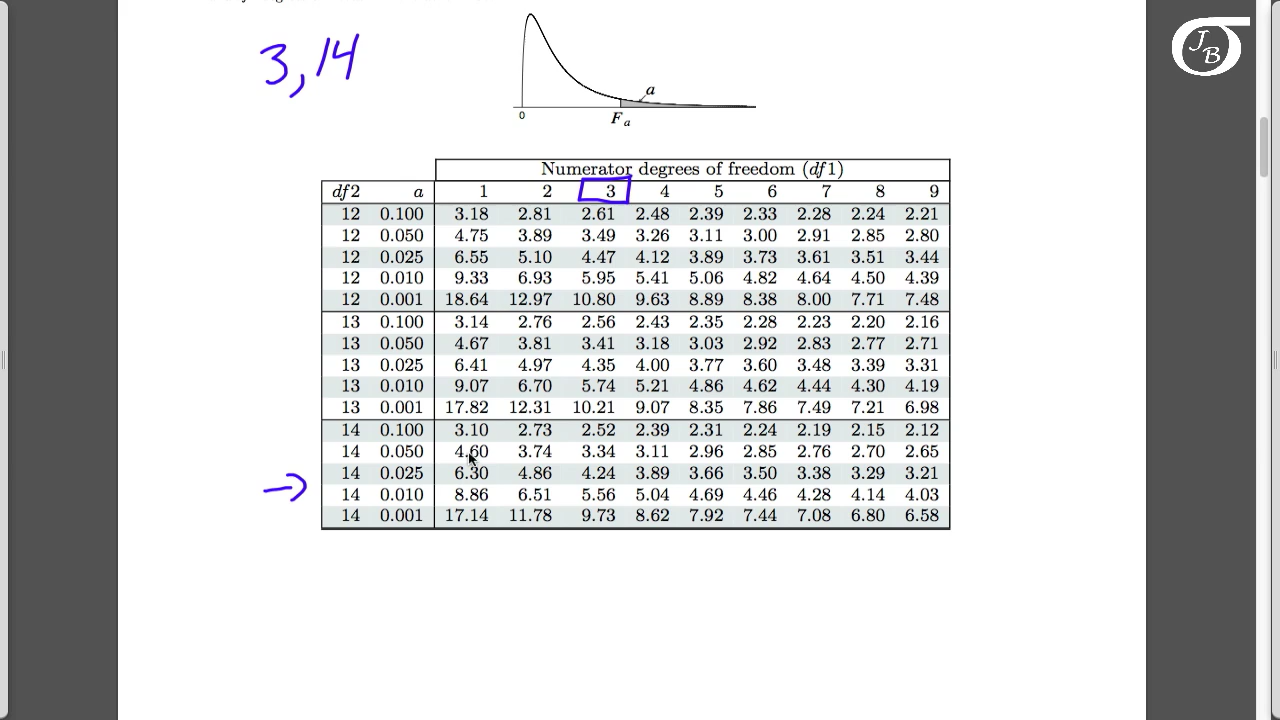 3, 14
J
B
a
0
F a
Numerator degrees of freedom (df1)
df2 a 1 2 3 4 5 6 7 8 9
12 0.100 3.18 2.81 2.61 2.48 2.39 2.33 2.28 2.24 2.21
12 0.050 4.75 3.89 3.49 3.26 3.11 3.00 2.91 2.85 2.80
12 0.025 6.55 5.10 4.47 4.12 3.89 3.73 3.61 3.51 3.44
12 0.010 9.33 6.93 5.95 5.41 5.06 4.82 4.64 4.50 4.39
12 0.001 18.64 12.97 10.80 9.63 8.89 8.38 8.00 7.71 7.48
13 0.100 3.14 2.76 2.56 2.43 2.35 2.28 2.23 2.20 2.16
13 0.050 4.67 3.81 3.41 3.18 3.03 2.92 2.83 2.77 2.71
13 0.025 6.41 4.97 4.35 4.00 3.77 3.60 3.48 3.39 3.31
13 0.010 9.07 6.70 5.74 5.21 4.86 4.62 4.44 4.30 4.19
13 0.001 17.82 12.31 10.21 9.07 8.35 7.86 7.49 7.21 6.98
14 0.100 3.10 2.73 2.52 2.39 2.31 2.24 2.19 2.15 2.12
14 0.050 4.60 3.74 3.34 3.11 2.96 2.85 2.76 2.70 2.65
14 0.025 6.30 4.86 4.24 3.89 3.66 3.50 3.38 3.29 3.21
14 0.010 8.86 6.51 5.56 5.04 4.69 4.46 4.28 4.14 4.03
14 0.001 17.14 11.78 9.73 8.62 7.92 7.44 7.08 6.80 6.58